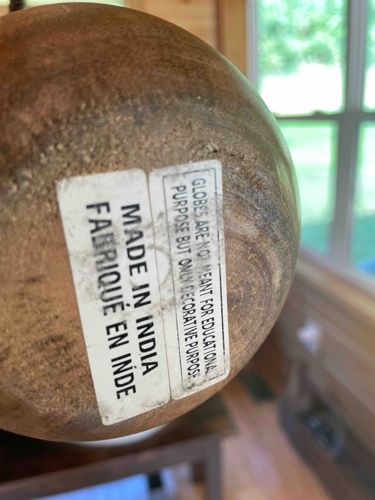 MADE IN INDIA
FABRIQUÉ EN INDE
GLOBES ARE NOT MEANT FOR EDUCATIONAL
PURPOSE BUT ONLY DECORATIVE PURPOSE